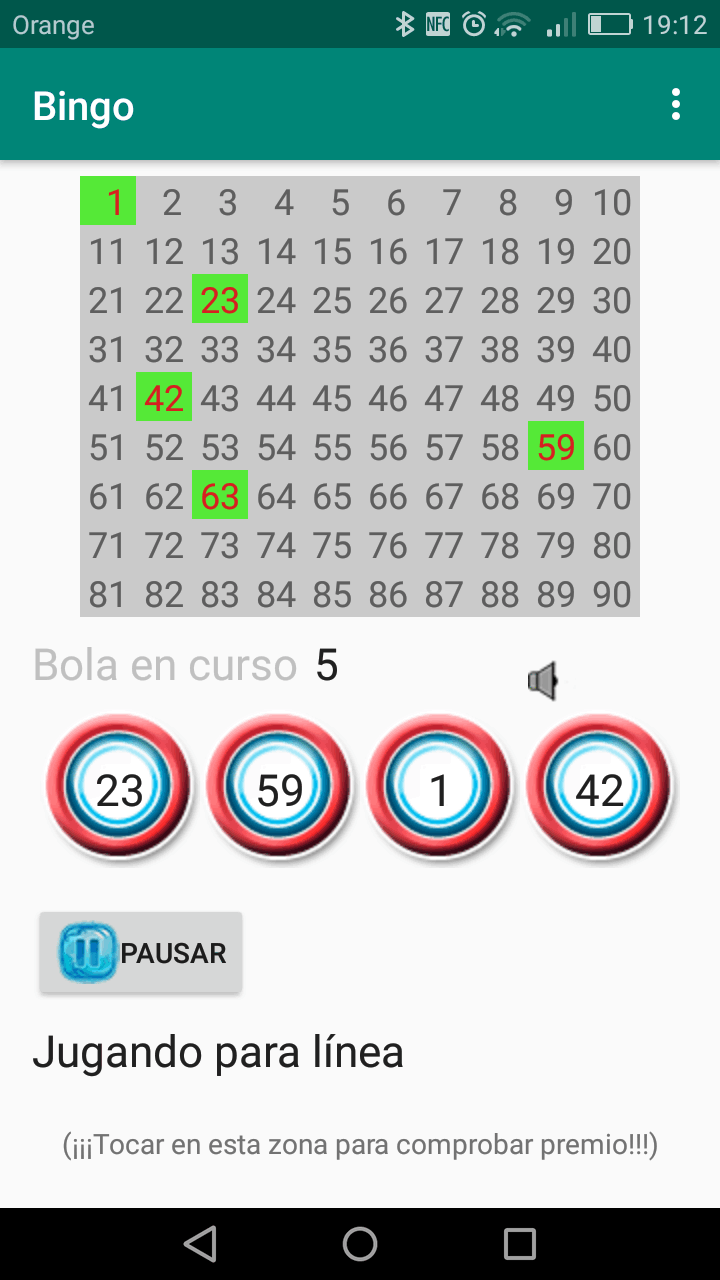 Orange NFC 19:12
Bingo
1 2 3 4 5 6 7 8 9 10
11 12 13 14 15 16 17 18 19 20
21 22 23 24 25 26 27 28 29 30
31 32 33 34 35 36 37 38 39 40
41 42 43 44 45 46 47 48 49 50
51 52 53 54 55 56 57 58 59 60
61 62 63 64 65 66 67 68 69 70
71 72 73 74 75 76 77 78 79 80
81 82 83 84 85 86 87 88 89 90
Bola en curso 5
23 59 1 42
PAUSAR
Jugando para línea
(¡¡¡Tocar en esta zona para comprobar premio!!!)